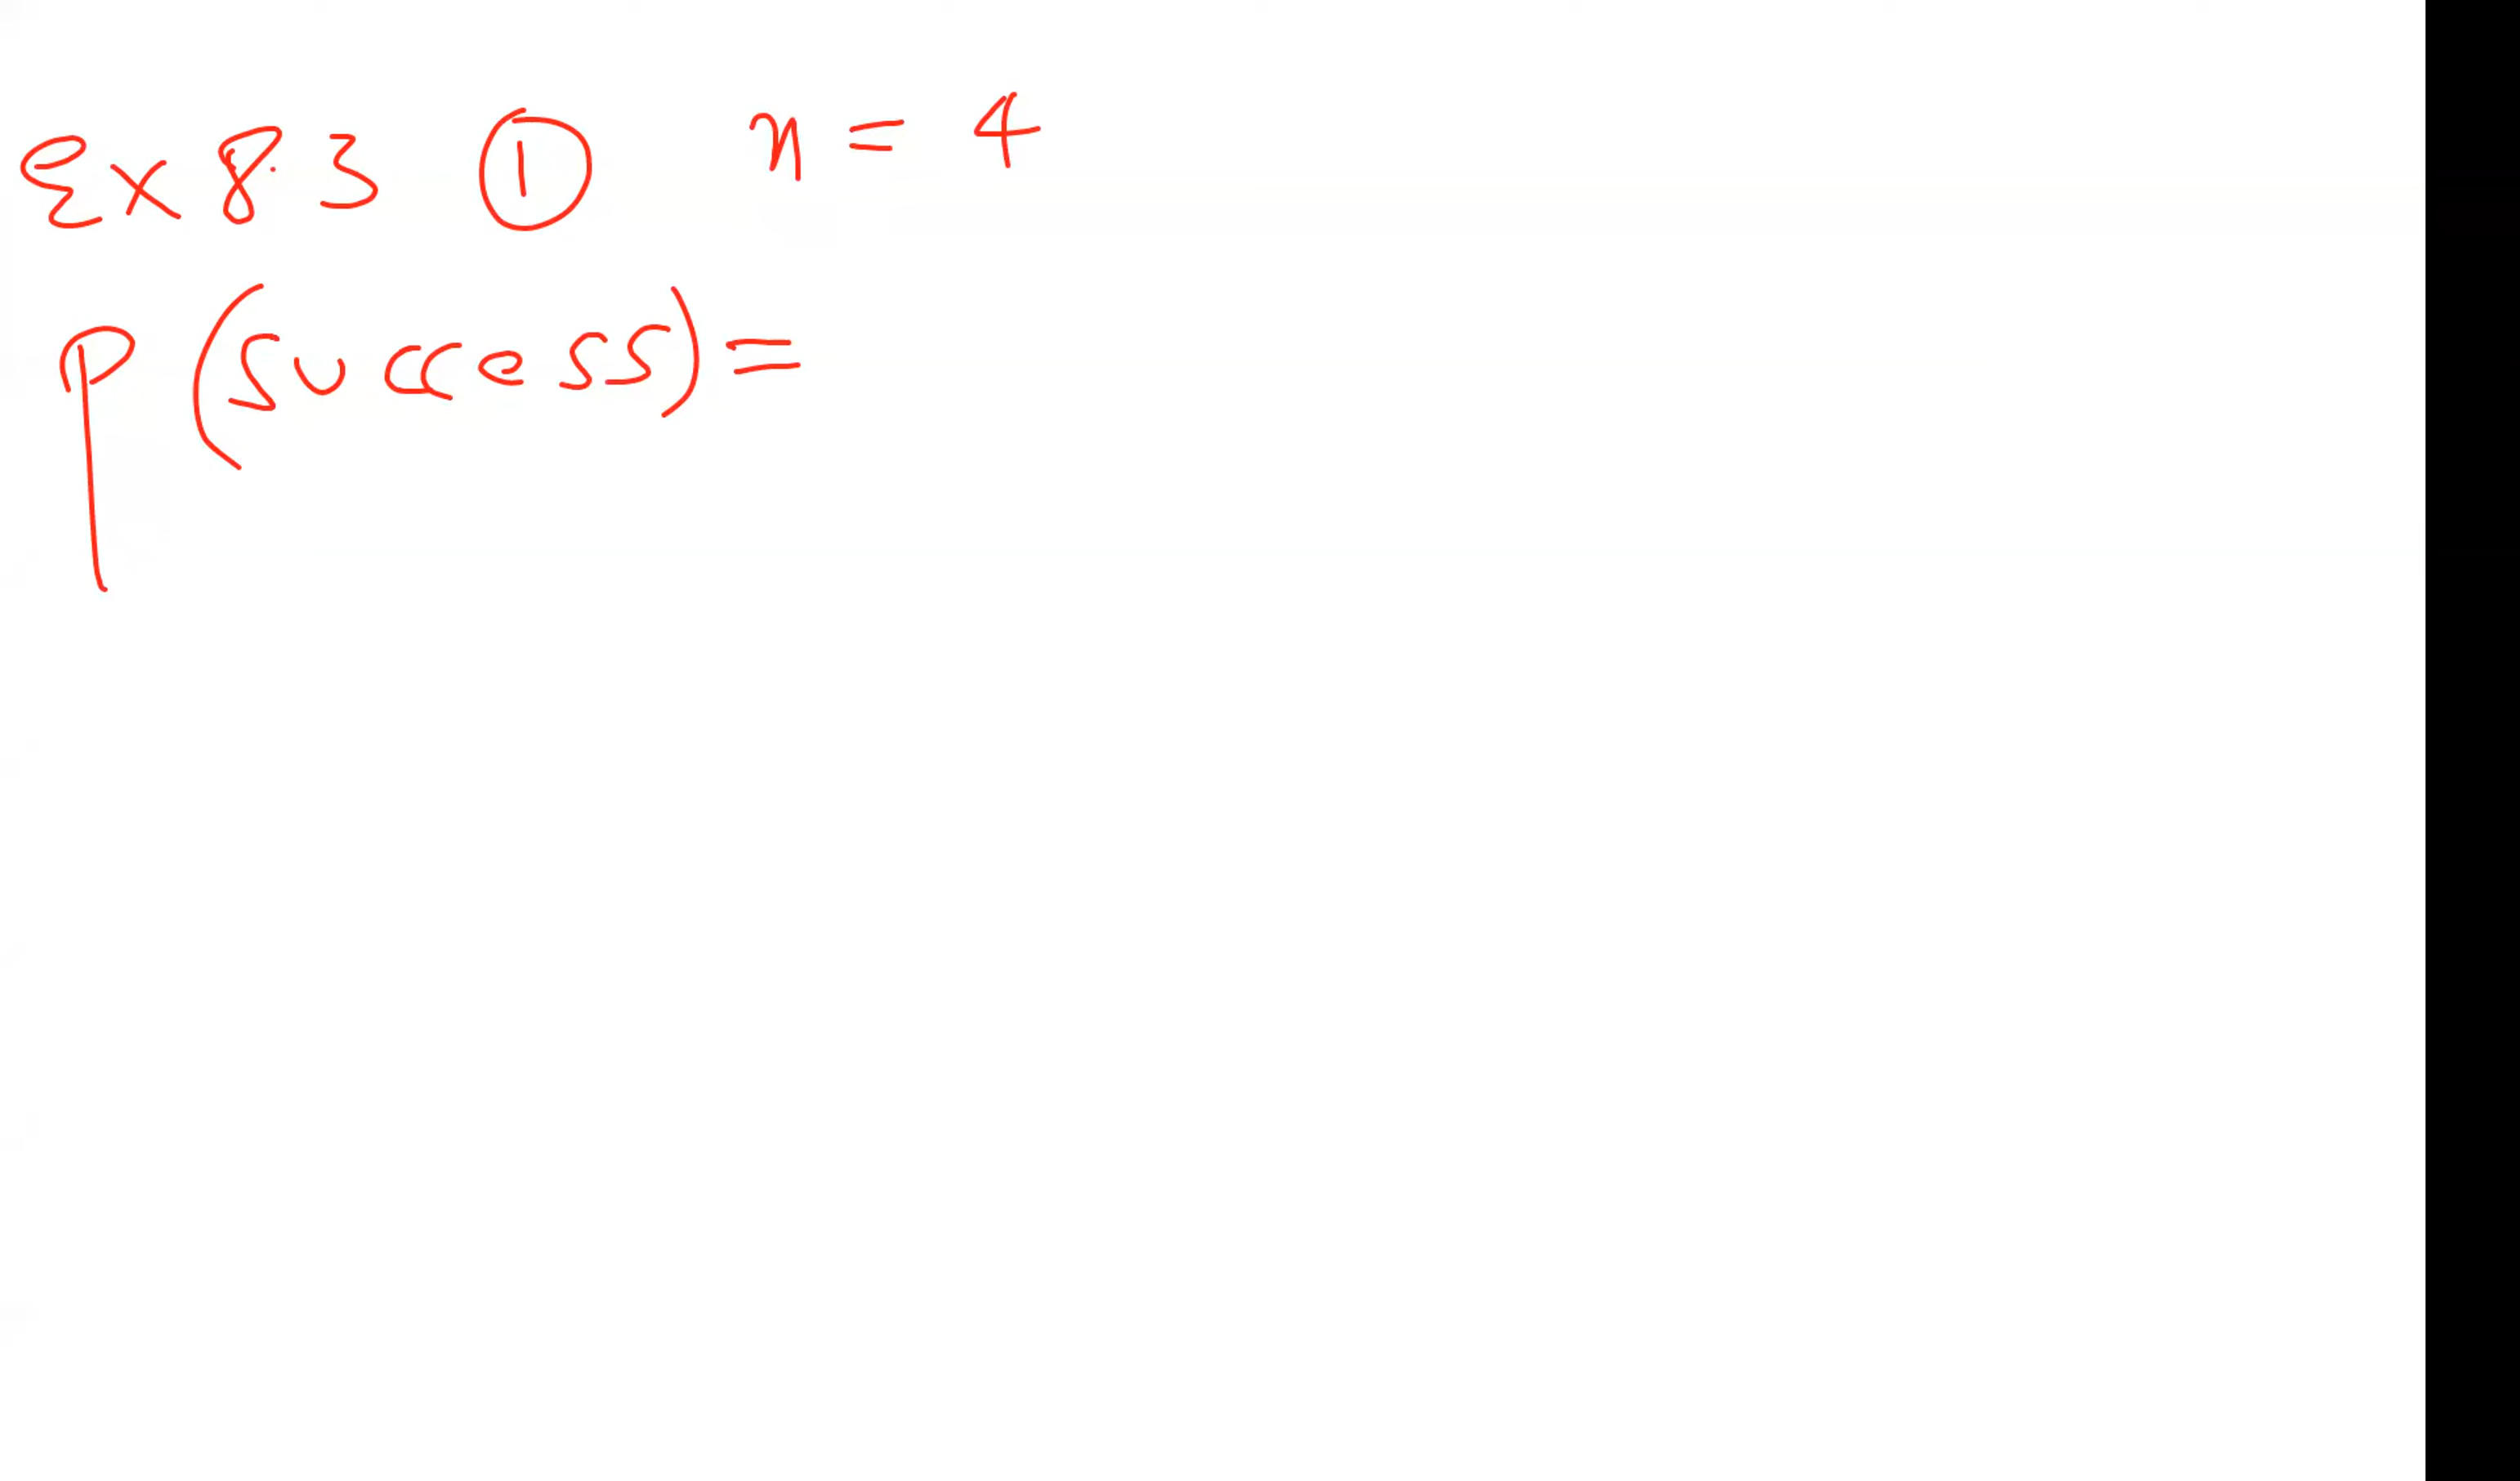 Ex 8.3 ① n = 4
P(success) =